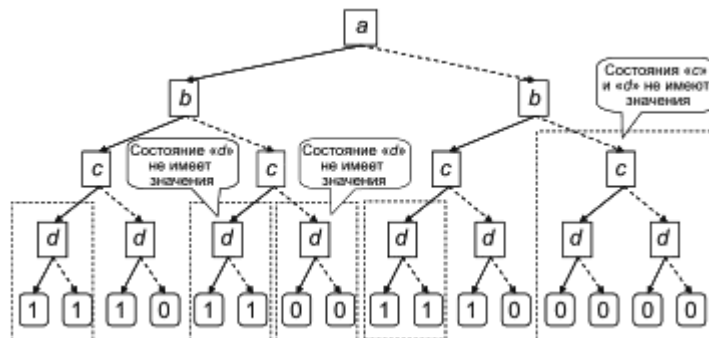 a
Состояния «c»
и «d» не имеют
значения
b
b
Состояние «d»
не имеет
значения
Состояние «d»
не имеет
значения
c
c
c
c
d
d
d
d
d
d
d
d
1 1 1 0 1 1 0 0 1 1 1 0 0 0 0 0